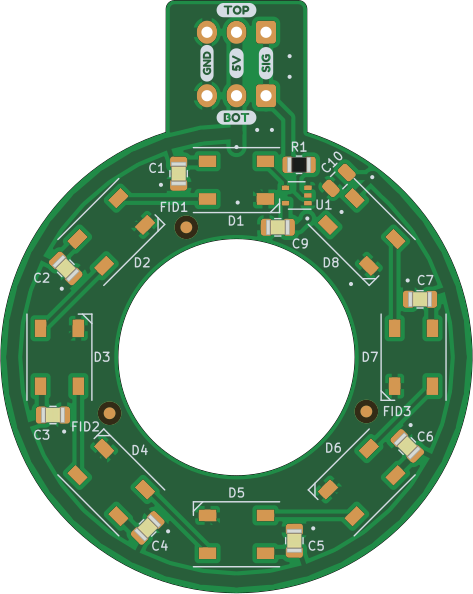 TOP
GND 5V SIG
BOT
R1
C10
C1
FID1
U1
D1
C9
D2
D8
C2
C7
D3
D7
C3
FID2
FID3
D4
D6
C6
D5
C4
C5